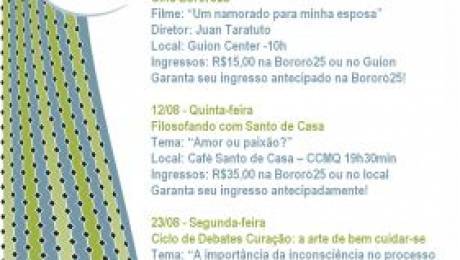 Filme: “Um namorado para minha esposa”
Diretor: Juan Taratuto
Local: Guion Center -10h
Ingressos: R$15,00 na Bororó25 ou no Guion
Garanta seu ingresso antecipado na Bororó25!
12/08 - Quinta-feira
Filosofando com Santo de Casa
Tema: “Amor ou paixão?”
Local: Café Santo de Casa – CCMQ 19h30min
Ingressos: R$35,00 na Bororó25 ou no local
Garanta seu ingresso antecipadamente!
23/08 - Segunda-feira
Ciclo de Debates Curação: a arte de bem cuidar-se
Tema: “A importância da inconsciência no processo